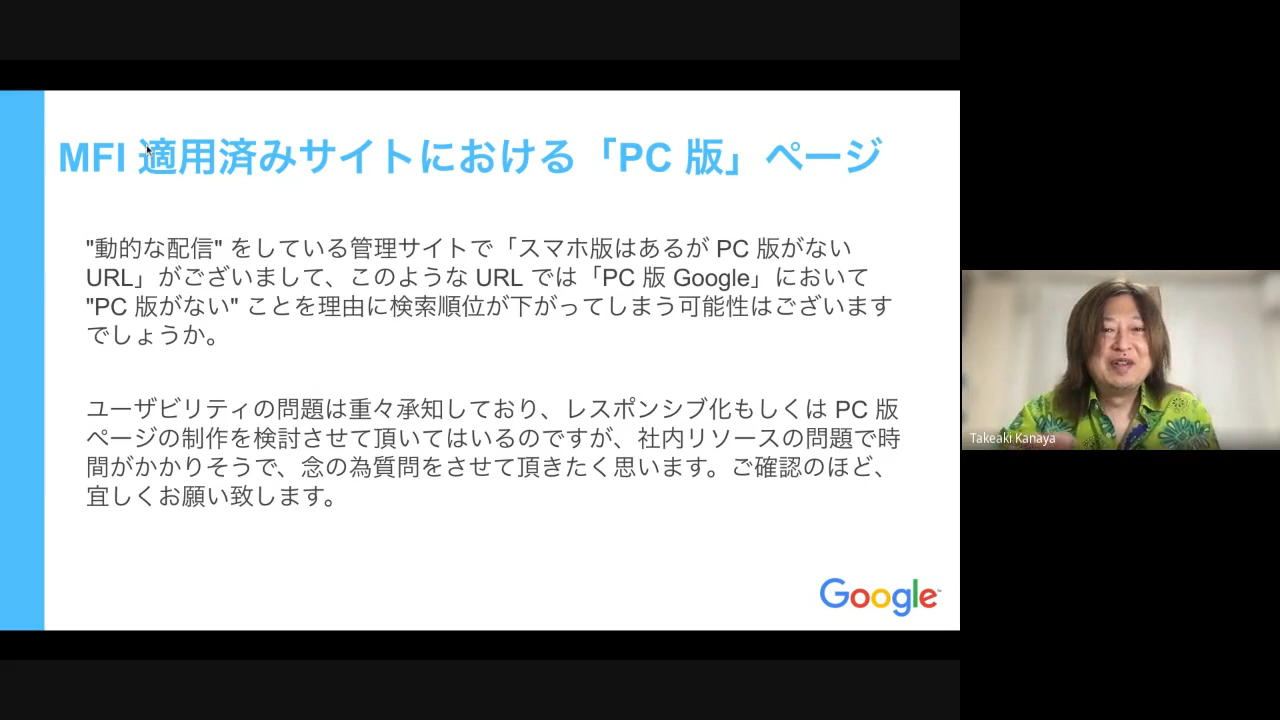 MFI 適用済みサイトにおける「PC 版」ページ
"動的な配信" をしている管理サイトで「スマホ版はあるが PC 版がない
URL」がございまして、このような URL では「PC 版 Google」において
"PC 版がない" ことを理由に検索順位が下がってしまう可能性はございます
でしょうか。
ユーザビリティの問題は重々承知しており、レスポンシブ化もしくは PC 版
ページの制作を検討させて頂いてはいるのですが、社内リソースの問題で時
間がかかりそうで、念の為質問をさせて頂きたく思います。ご確認のほど、
宜しくお願い致します。
Google
Takeaki Kanaya